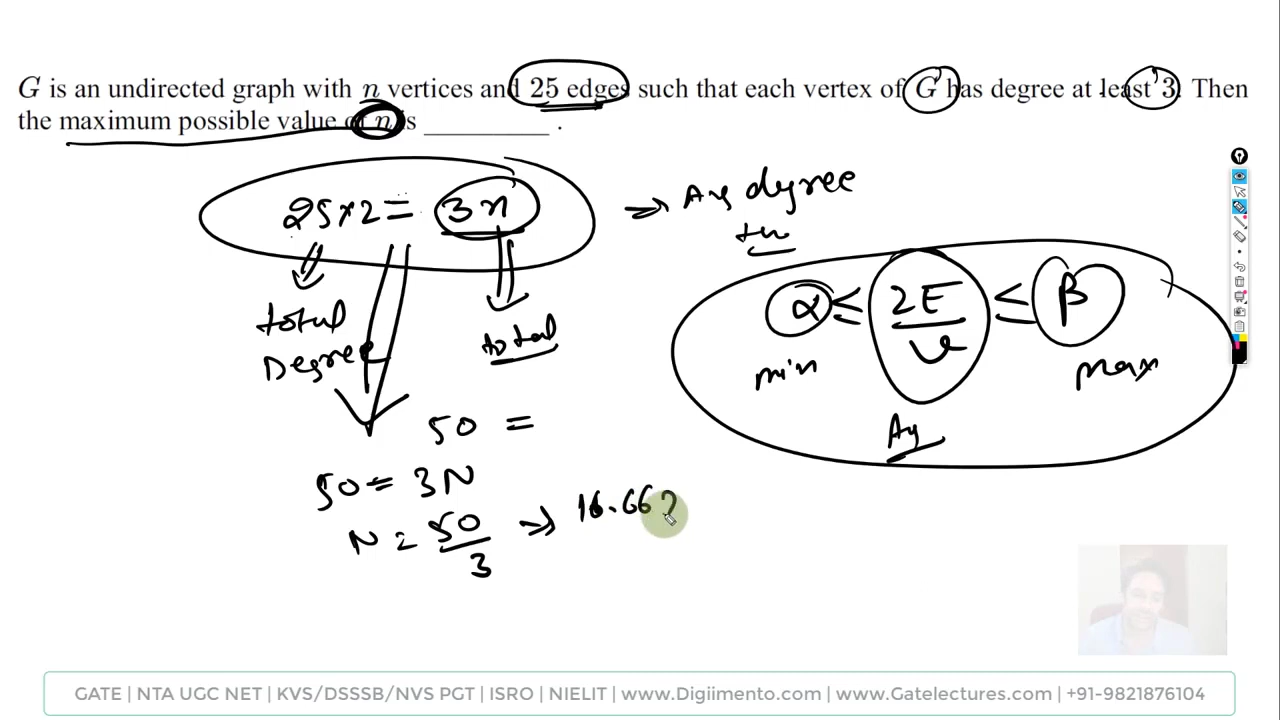 G is an undirected graph with n vertices and 25 edges such that each vertex of G has degree at least 3. Then
the maximum possible value of n is __________ .
25×2 = 3n → Avg degree
total Degree
total
α ≤ 2E/V ≤ β
min
max
Avg
50 =
50 = 3N
N = 50/3 ⇒ 16.66
GATE | NTA UGC NET | KVS/DSSSB/NVS PGT | ISRO | NIELIT | www.Digiimento.com | www.Gatelectures.com | +91-9821876104